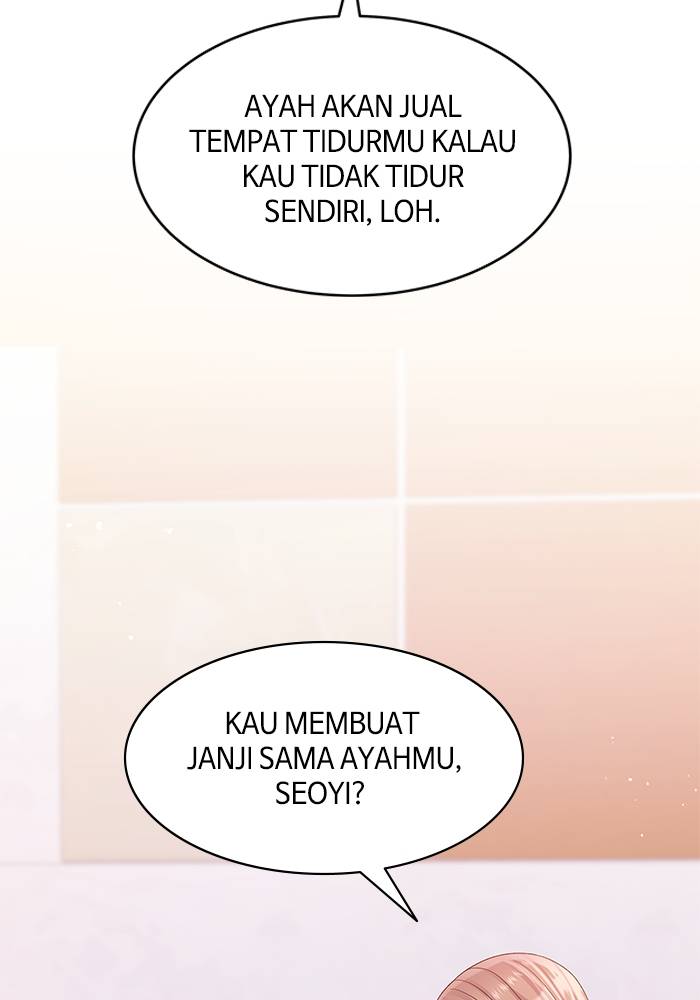 AYAH AKAN JUAL
TEMPAT TIDURMU KALAU
KAU TIDAK TIDUR
SENDIRI, LOH.
KAU MEMBUAT
JANJI SAMA AYAHMU,
SEOYI?